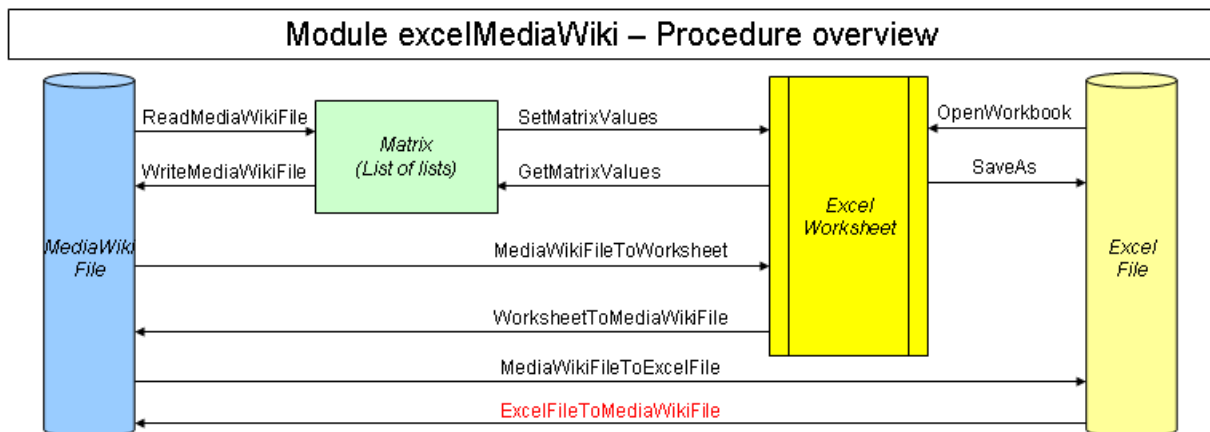 Module excelMediaWiki – Procedure overview
ReadMediaWikiFile
SetMatrixValues
OpenWorkbook
Matrix
(List of lists)
WriteMediaWikiFile
GetMatrixValues
SaveAs
Excel
Worksheet
MediaWiki
File
MediaWikiFileToWorksheet
Excel
File
WorksheetToMediaWikiFile
MediaWikiFileToExcelFile
ExcelFileToMediaWikiFile